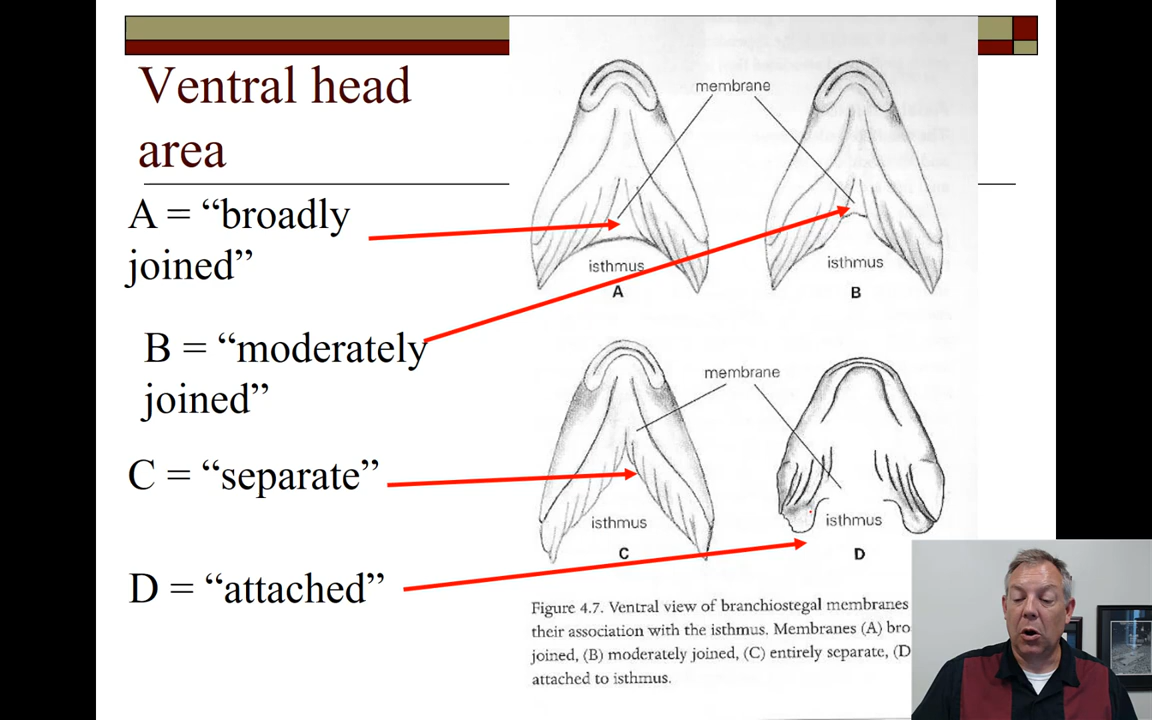 Ventral head
area
A = “broadly
joined”
B = “moderately
joined”
C = “separate”
D = “attached”
membrane
isthmus
isthmus
A
B
membrane
isthmus
isthmus
C
D
Figure 4.7. Ventral view of branchiostegal membranes
their association with the isthmus. Membranes (A) bro
joined, (B) moderately joined, (C) entirely separate, (D
attached to isthmus.